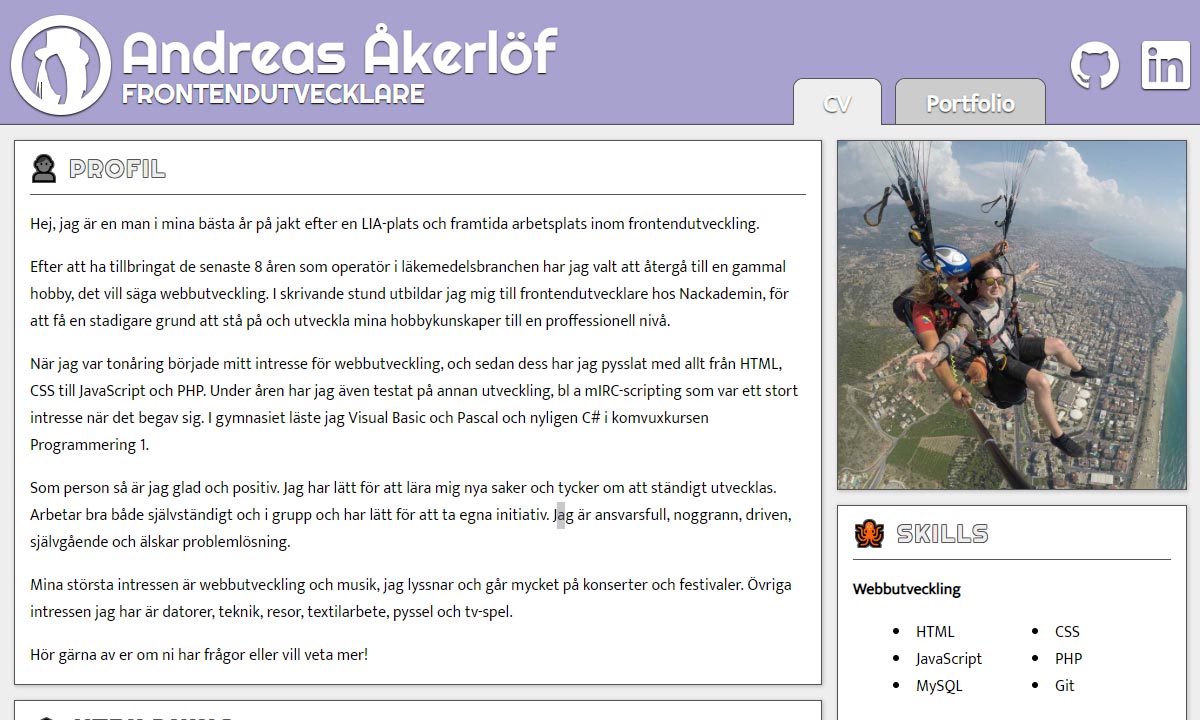 Andreas Åkerlöf
FRONTENDUTVECKLARE
CV
Portfolio
PROFIL
Hej, jag är en man i mina bästa år på jakt efter en LIA-plats och framtida arbetsplats inom frontendutveckling.
Efter att ha tillbringat de senaste 8 åren som operatör i läkemedelsbranchen har jag valt att återgå till en gammal
hobby, det vill säga webbutveckling. I skrivande stund utbildar jag mig till frontendutvecklare hos Nackademin, för
att få en stadigare grund att stå på och utveckla mina hobbykunskaper till en proffessionell nivå.
När jag var tonåring började mitt intresse för webbutveckling, och sedan dess har jag pysslat med allt från HTML,
CSS till JavaScript och PHP. Under åren har jag även testat på annan utveckling, bl a mIRC-scripting som var ett stort
intresse när det begav sig. I gymnasiet läste jag Visual Basic och Pascal och nyligen C# i komvuxkursen
Programmering 1.
Som person så är jag glad och positiv. Jag har lätt för att lära mig nya saker och tycker om att ständigt utvecklas.
Arbetar bra både självständigt och i grupp och har lätt för att ta egna initiativ. Jag är ansvarsfull, noggrann, driven,
självgående och älskar problemlösning.
Mina största intressen är webbutveckling och musik, jag lyssnar och går mycket på konserter och festivaler. Övriga
intressen jag har är datorer, teknik, resor, textilarbete, pyssel och tv-spel.
Hör gärna av er om ni har frågor eller vill veta mer!
SKILLS
Webbutveckling
HTML
CSS
JavaScript
PHP
MySQL
Git